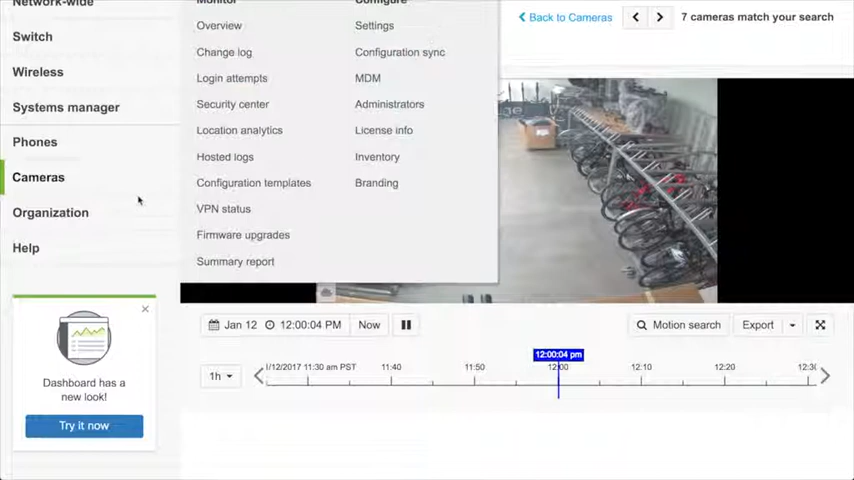 Network-wide
Switch
Wireless
Systems manager
Phones
Cameras
Organization
Help
Monitor
Overview
Change log
Login attempts
Security center
Location analytics
Hosted logs
Configuration templates
VPN status
Firmware upgrades
Summary report
Configure
Settings
Configuration sync
MDM
Administrators
License info
Inventory
Branding
Back to Cameras
7 cameras match your search
Jan 12 12:00:04 PM Now
Motion search Export
12:00:04 pm
1h
/12/2017 11:30 am PST 11:40 11:50 12:00 12:10 12:20 12:30
Dashboard has a
new look!
Try it now